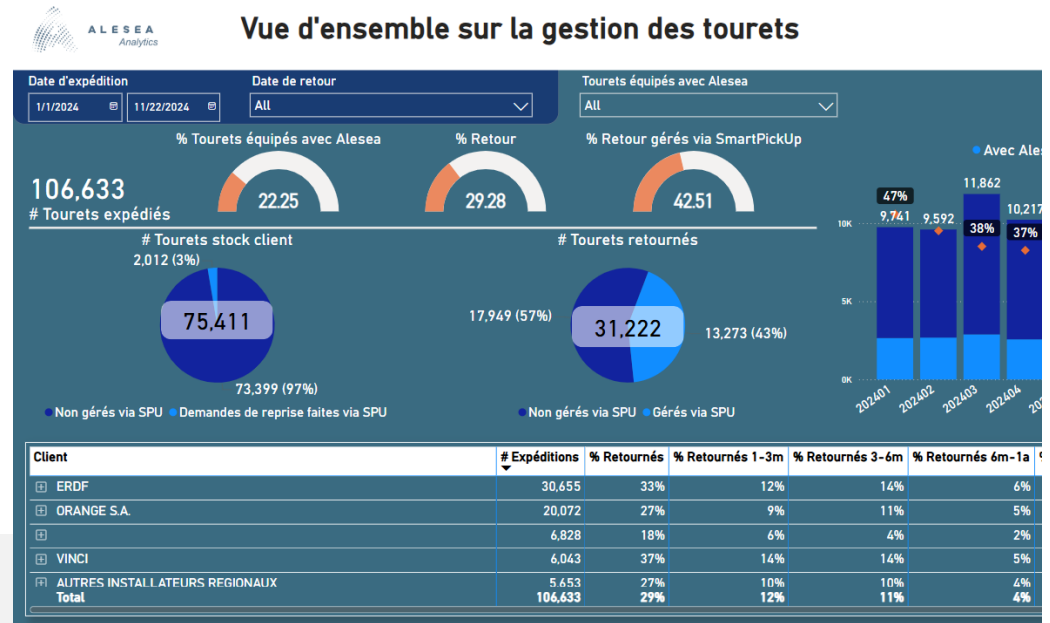 ALESEA
Analytics
Vue d'ensemble sur la gestion des tourets
Date d'expédition
Date de retour
Tourets équipés avec Alesea
1/1/2024
11/22/2024
All
All
% Tourets équipés avec Alesea
% Retour
% Retour gérés via SmartPickUp
106,633
# Tourets expédiés
22.25
29.28
42.51
# Tourets stock client
2,012 (3%)
75,411
73,399 (97%)
Non gérés via SPU
Demandes de reprise faites via SPU
# Tourets retournés
17,949 (57%)
31,222
13,273 (43%)
Non gérés via SPU
Gérés via SPU
Avec Ales
11,862
47%
9,741
9,592
38%
10,217
37%
10K
5K
0K
202401
202402
202403
202404
Client # Expéditions % Retournés % Retournés 1-3m % Retournés 3-6m % Retournés 6m-1a %
ERDF 30,655 33% 12% 14% 6%
ORANGE S.A. 20,072 27% 9% 11% 5%
6,828 18% 6% 4% 2%
VINCI 6,043 37% 14% 14% 5%
AUTRES INSTALLATEURS REGIONAUX 5,653 27% 10% 10% 4%
Total 106,633 29% 12% 11% 4%